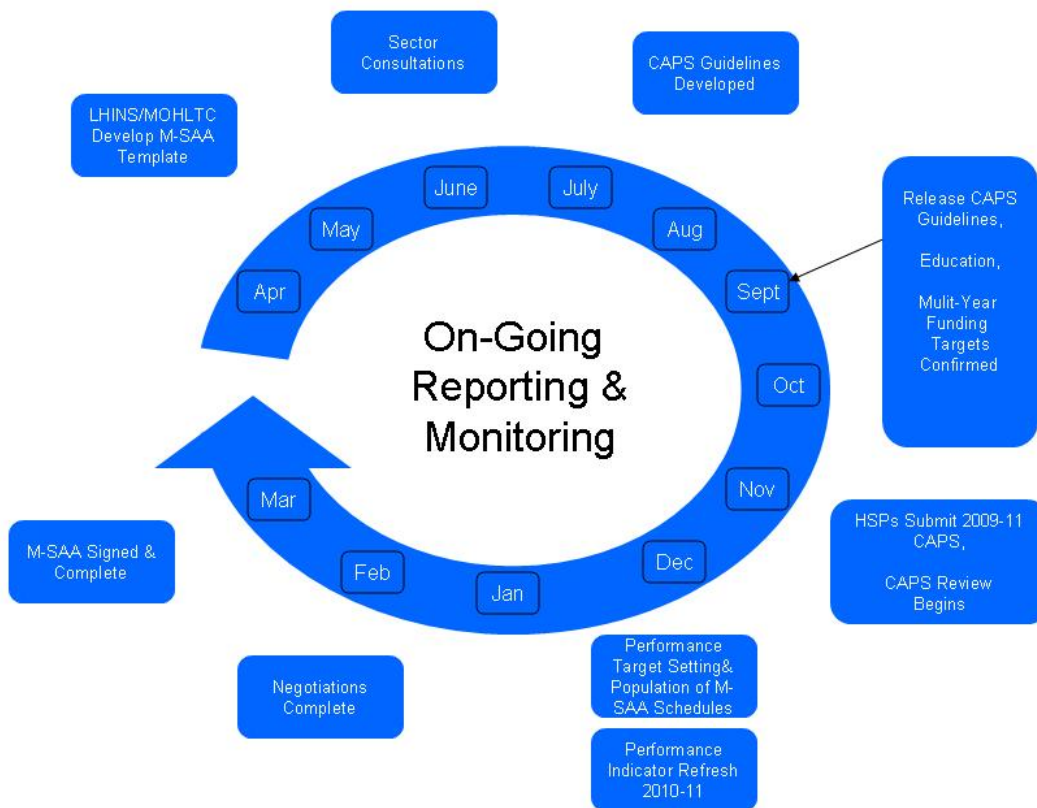 Sector
Consultations
CAPS Guidelines
Developed
LHINS/MOHLTC
Develop M-SAA
Template
June
July
May
Aug
Apr
Sept
Release CAPS
Guidelines,
Education,
Mulit-Year
Funding
Targets
Confirmed
On-Going
Reporting &
Monitoring
Oct
Nov
Mar
Dec
Feb
Jan
HSPs Submit 2009-11
CAPS,
CAPS Review
Begins
M-SAA Signed &
Complete
Negotiations
Complete
Performance
Target Setting&
Population of M-
SAA Schedules
Performance
Indicator Refresh
2010-11